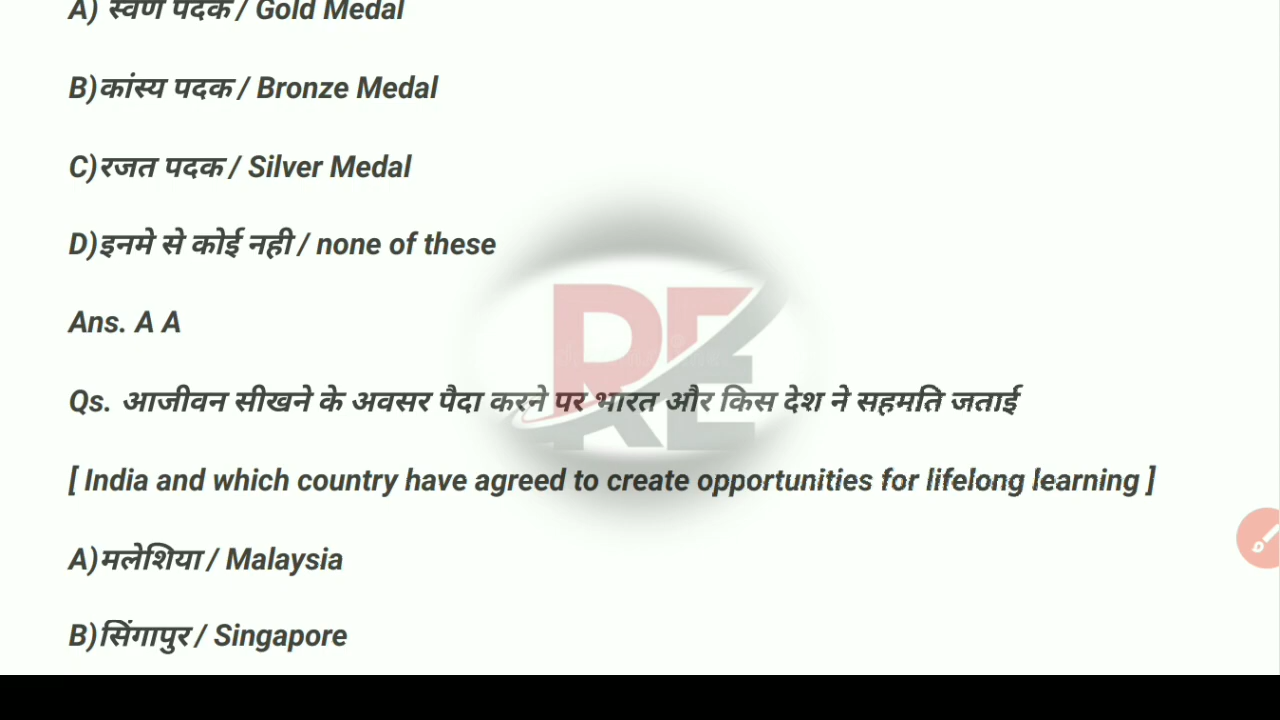 A) स्वर्ण पदक / Gold Medal
B)कांस्य पदक / Bronze Medal
C)रजत पदक / Silver Medal
D)इनमे से कोई नही / none of these
Ans. A A
Qs. आजीवन सीखने के अवसर पैदा करने पर भारत और किस देश ने सहमति जताई
[ India and which country have agreed to create opportunities for lifelong learning ]
A)मलेशिया / Malaysia
B)सिंगापुर / Singapore